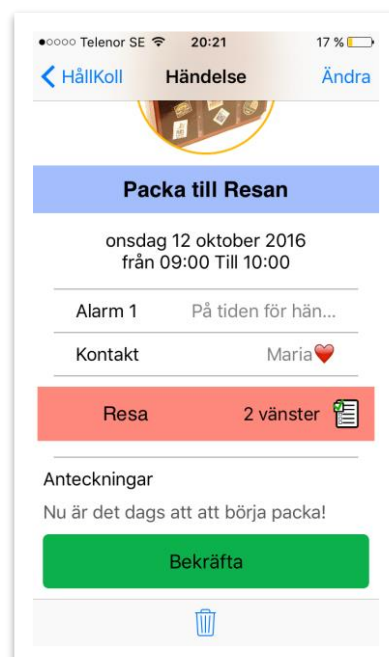 Telenor SE 20:21 17 %
HållKoll Händelse Ändra
Packa till Resan
onsdag 12 oktober 2016
från 09:00 Till 10:00
Alarm 1 På tiden för hän...
Kontakt Maria❤️
Resa 2 vänster
Anteckningar
Nu är det dags att att börja packa!
Bekräfta